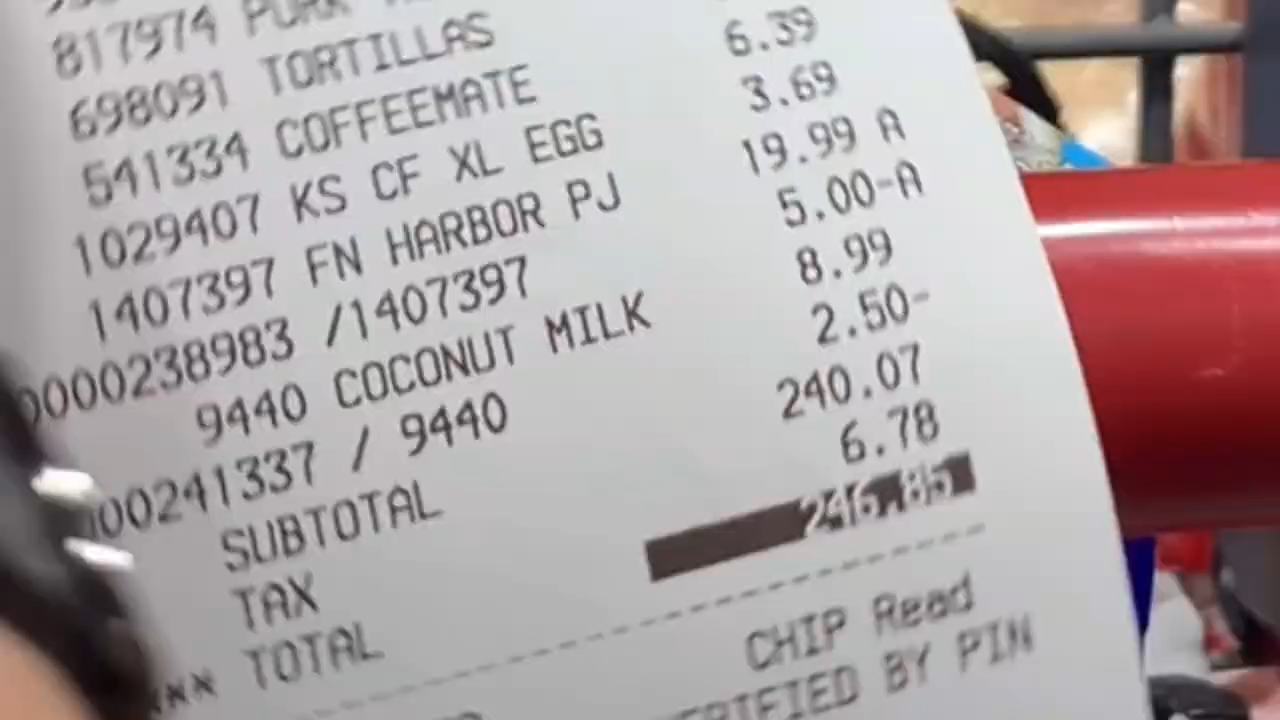 817974 PORK
698091 TORTILLAS
541334 COFFEEMATE 6.39
1029407 KS CF XL EGG 3.69
1407397 FN HARBOR PJ 19.99 A
0000238983 /1407397 5.00-A
9440 COCONUT MILK 8.99
00241337 / 9440 2.50-
SUBTOTAL 240.07
TAX 6.78
TOTAL 246.85
CHIP Read
BY PIN